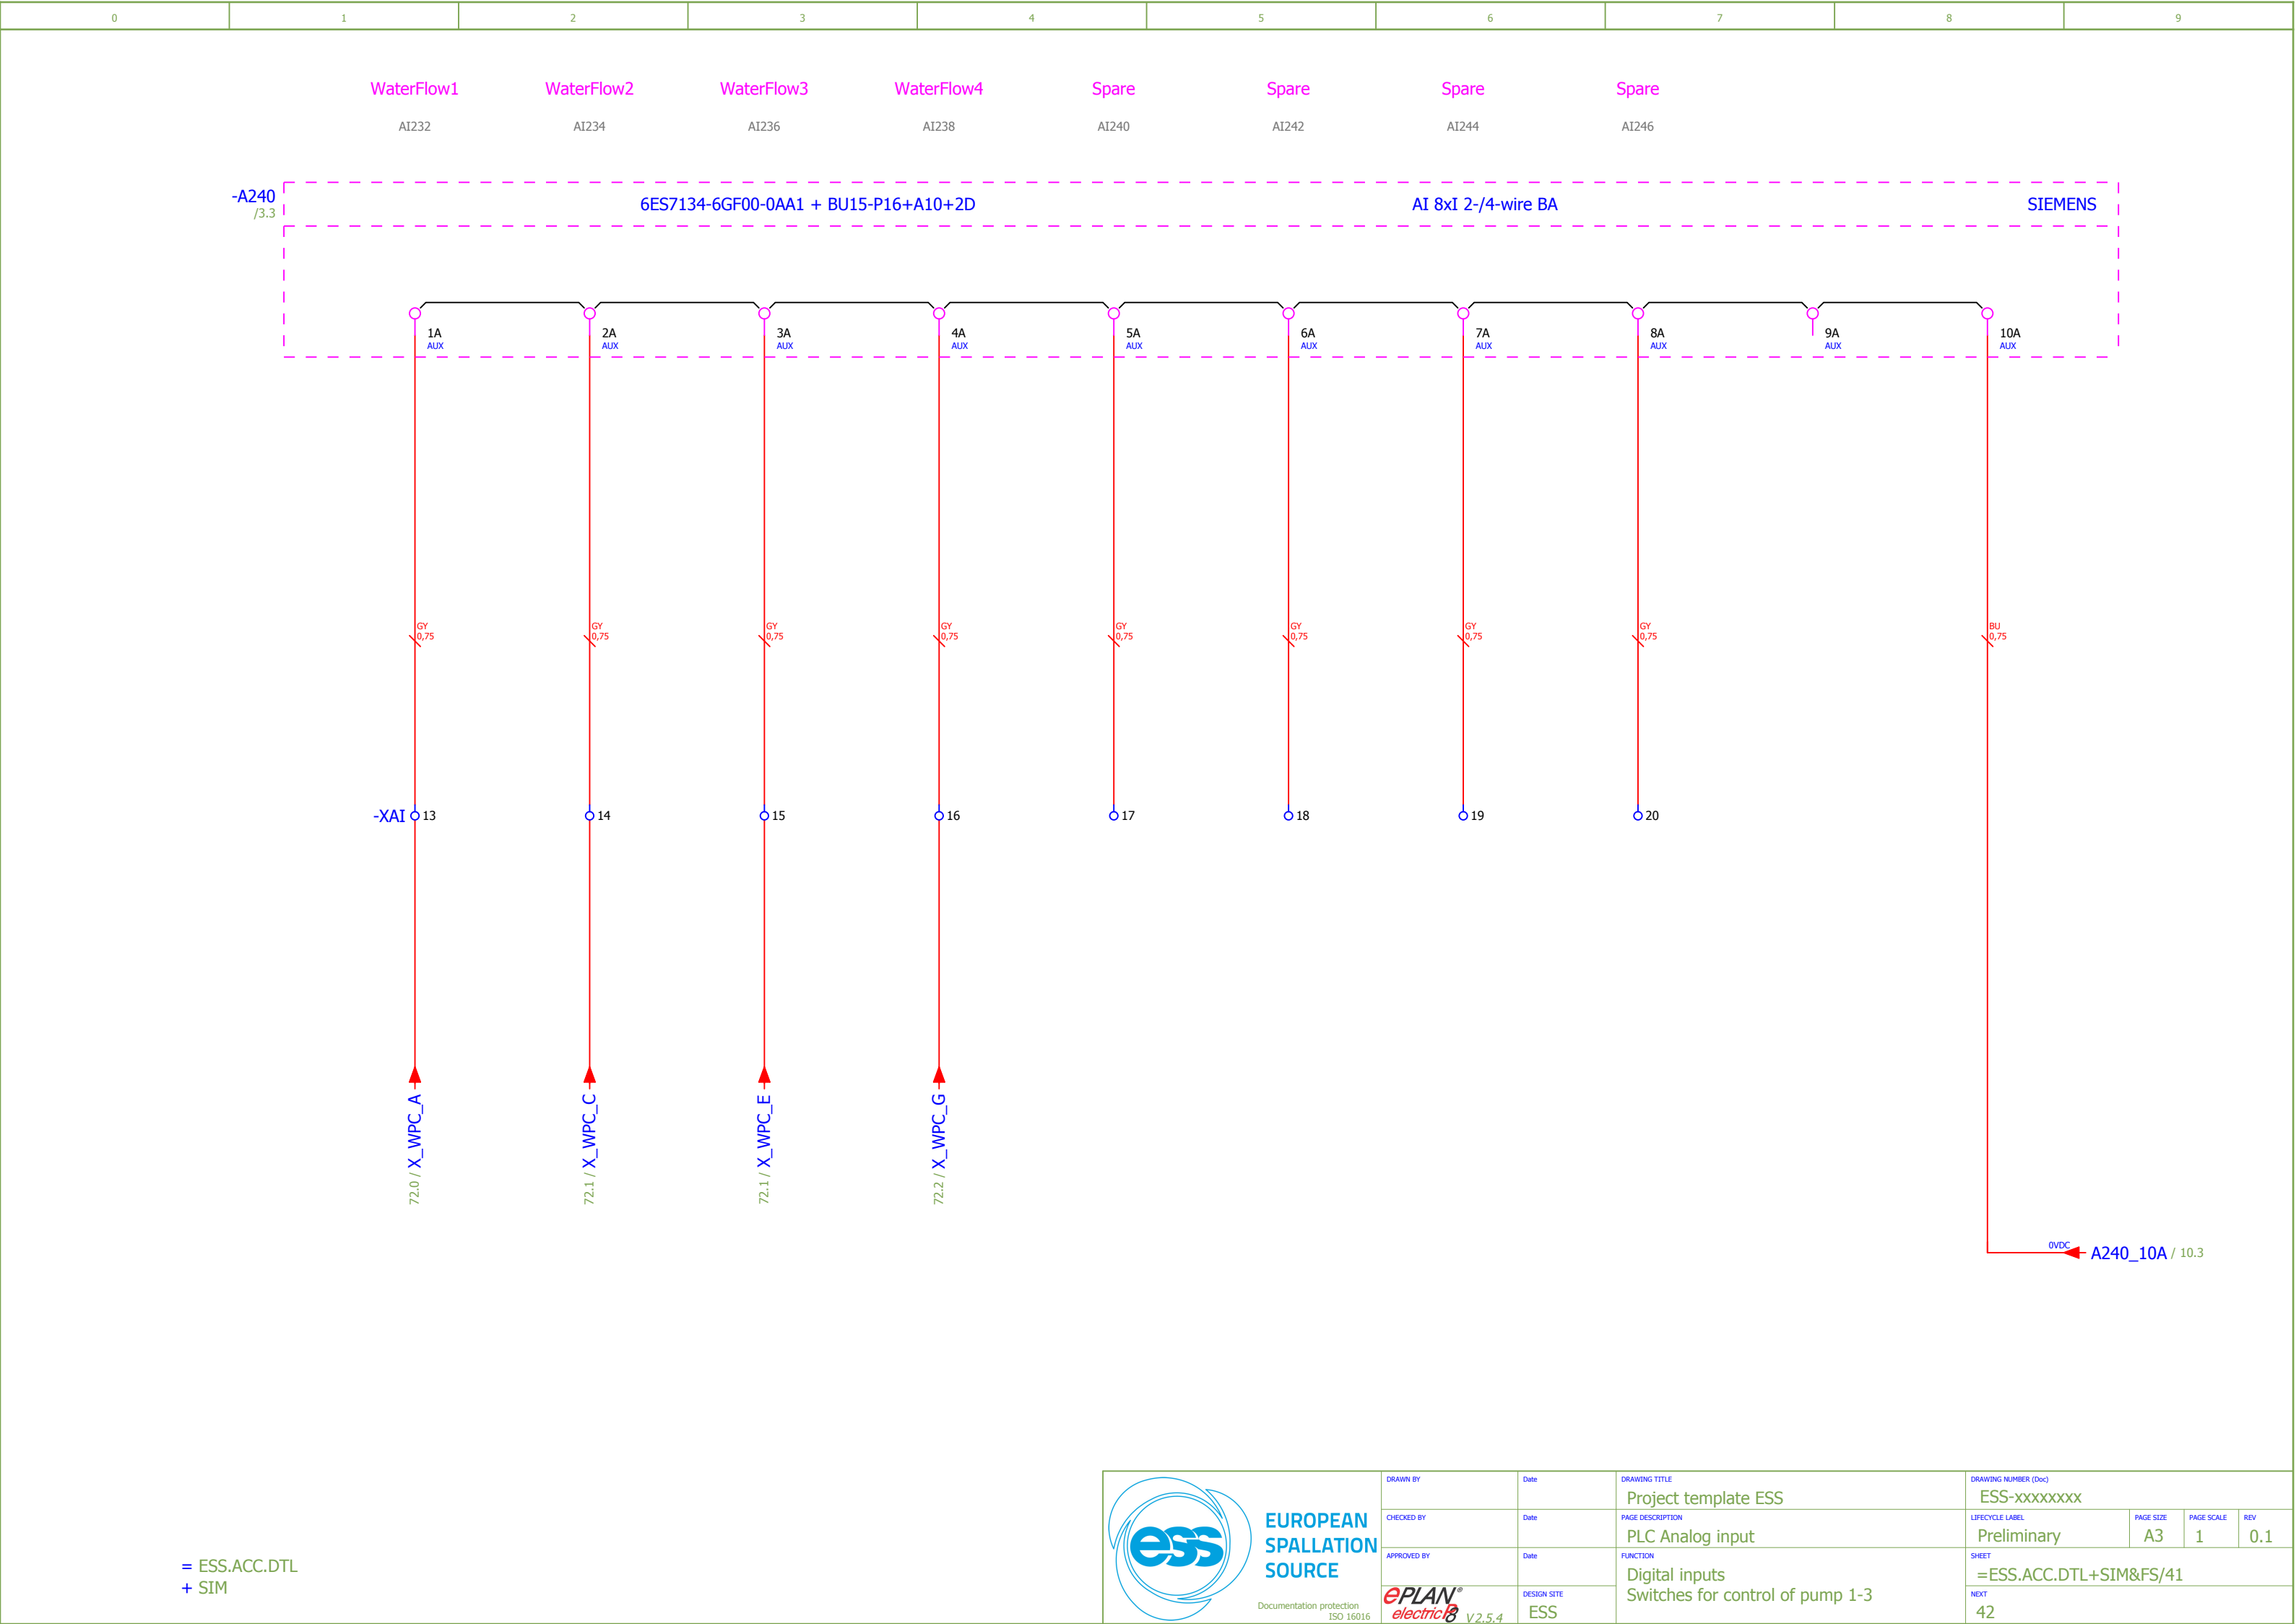 0 1 2 3 4 5 6 7 8 9
WaterFlow1 WaterFlow2 WaterFlow3 WaterFlow4 Spare Spare Spare Spare
AI232 AI234 AI236 AI238 AI240 AI242 AI244 AI246
-A240 6ES7134-6GF00-0AA1 + BU15-P16+A10+2D AI 8xI 2-/4-wire BA SIEMENS
/3.3
1A 2A 3A 4A 5A 6A 7A 8A 9A 10A
AUX AUX AUX AUX AUX AUX AUX AUX AUX AUX
GY GY GY GY GY GY GY GY BU
0,75 0,75 0,75 0,75 0,75 0,75 0,75 0,75 0,75
-XAI 13 14 15 16 17 18 19 20
72.0 / X_WPC_A
72.1 / X_WPC_C
72.1 / X_WPC_E
72.2 / X_WPC_G
0VDC
A240_10A / 10.3
= ESS.ACC.DTL
+ SIM
ess
EUROPEAN
SPALLATION
SOURCE
Documentation protection
ISO 16016
DRAWN BY Date
CHECKED BY Date
APPROVED BY Date
ePLAN®
electric P8 V 2.5.4
DESIGN SITE
ESS
DRAWING TITLE
Project template ESS
PAGE DESCRIPTION
PLC Analog input
FUNCTION
Digital inputs
Switches for control of pump 1-3
DRAWING NUMBER (Doc)
ESS-xxxxxxxx
LIFECYCLE LABEL PAGE SIZE PAGE SCALE REV
Preliminary A3 1 0.1
SHEET
=ESS.ACC.DTL+SIM&FS/41
NEXT
42